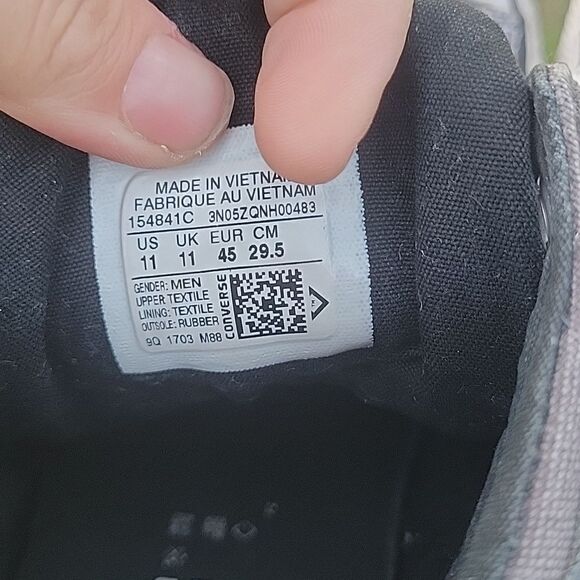 MADE IN VIETNAM
FABRIQUE AU VIETNAM
154841C 3N05ZQNH00483
US UK EUR CM
11 11 45 29.5
GENDER: MEN
UPPER: TEXTILE
LINING: TEXTILE
OUTSOLE: RUBBER
CONVERSE
TM
9Q 1703 M88